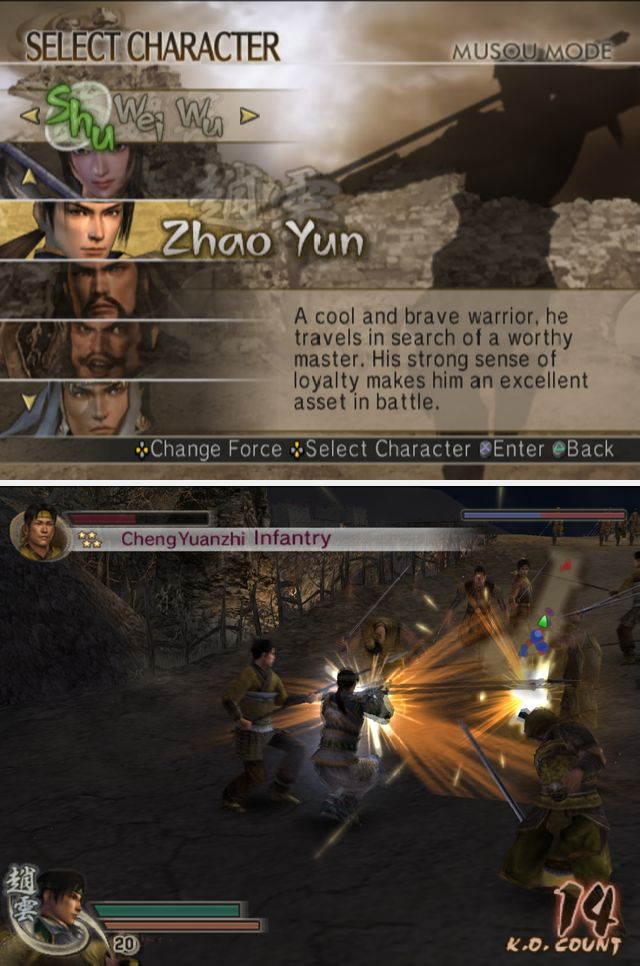 SELECT CHARACTER
MUSOU MODE
Shu Wei Wu
趙雲
Zhao Yun
A cool and brave warrior, he
travels in search of a worthy
master. His strong sense of
loyalty makes him an excellent
asset in battle.
Change Force Select Character Enter Back
ChengYuanzhi Infantry
趙雲
20
14
K.O. COUNT